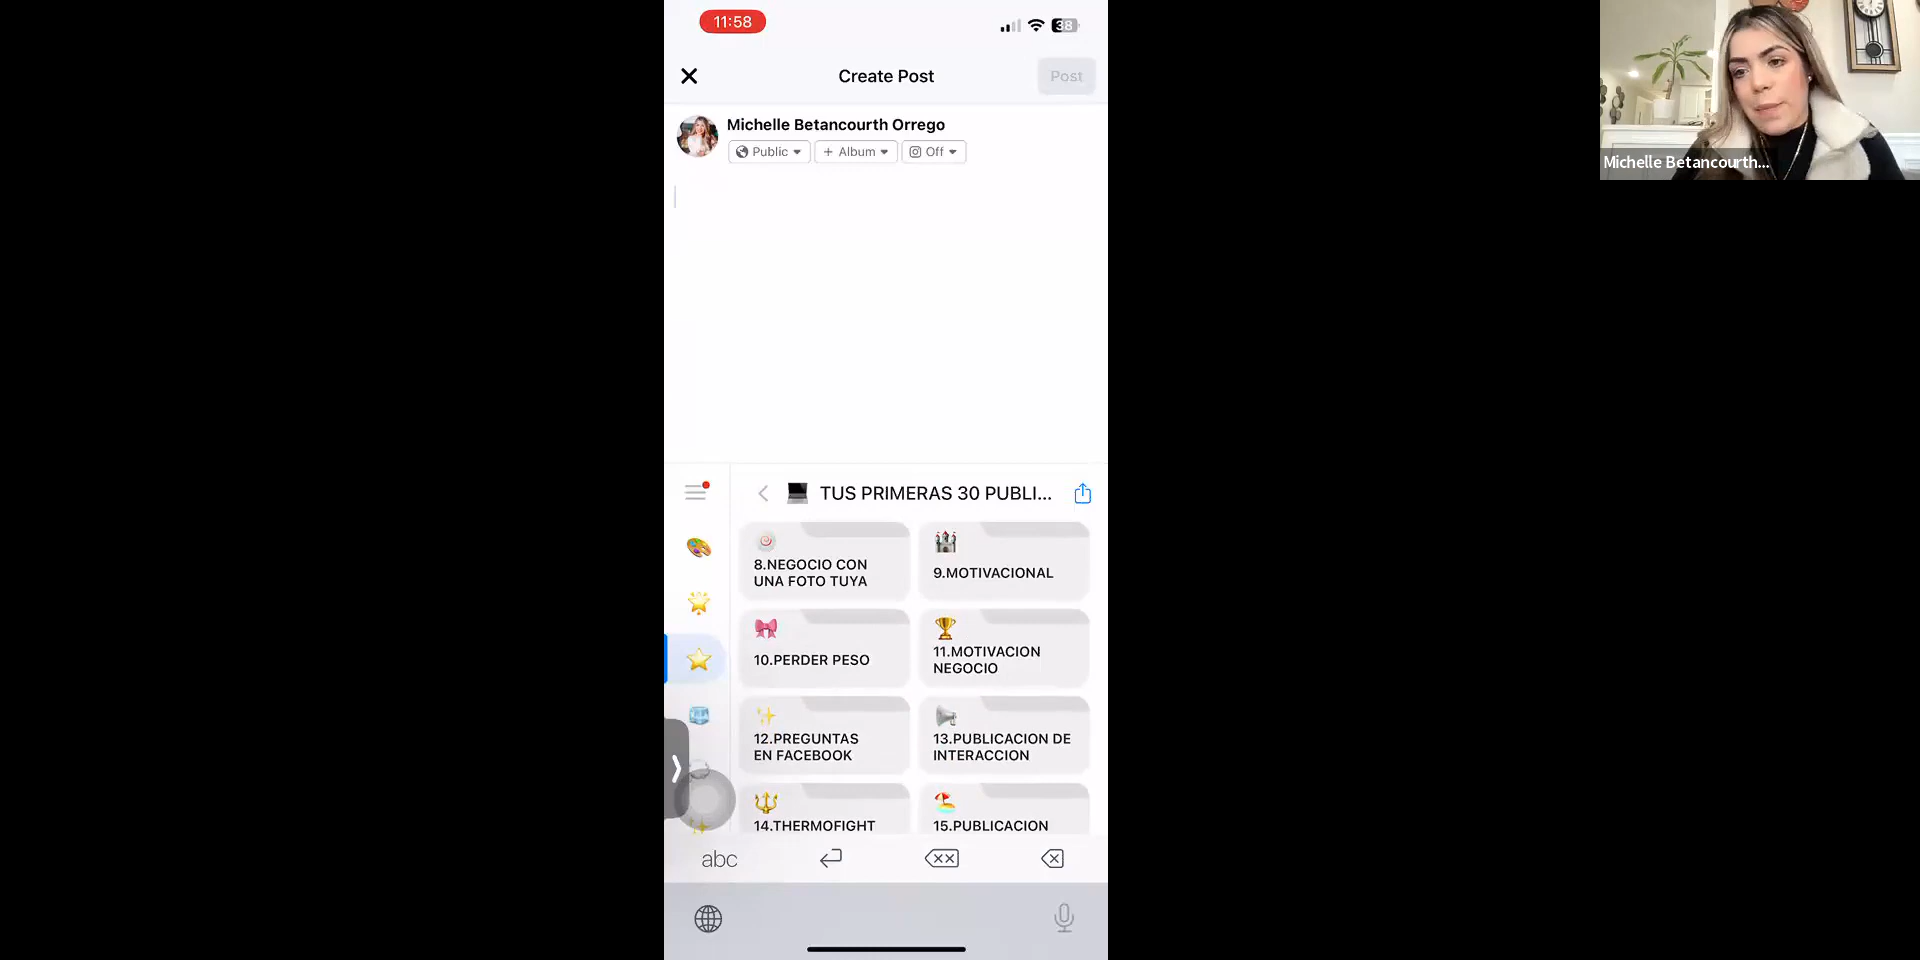 11:58
38
Create Post
Post
Michelle Betancourth Orrego
Public
+ Album
Off
TUS PRIMERAS 30 PUBLI...
8.NEGOCIO CON
UNA FOTO TUYA
9.MOTIVACIONAL
10.PERDER PESO
11.MOTIVACION
NEGOCIO
12.PREGUNTAS
EN FACEBOOK
13.PUBLICACION DE
INTERACCION
14.THERMOFIGHT
15.PUBLICACION
abc
Michelle Betancourth...